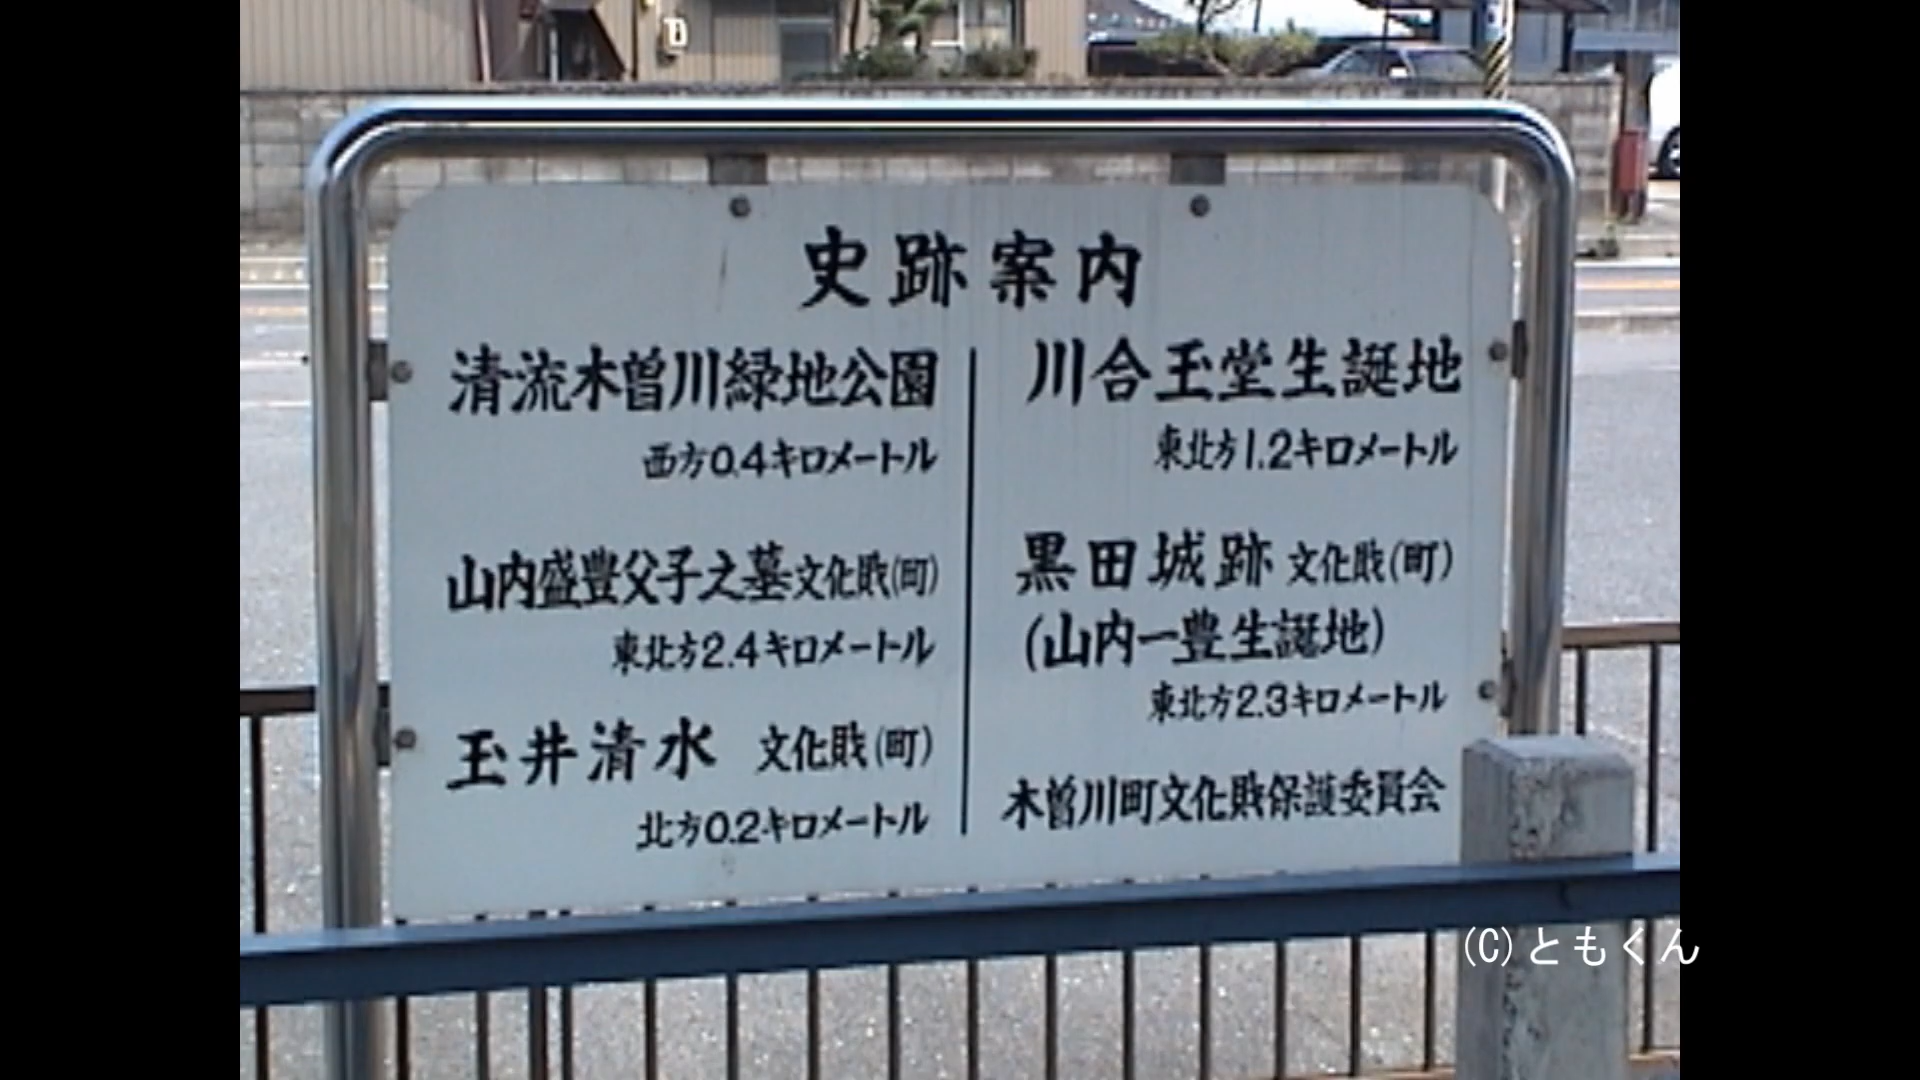 史跡案内
清流木曽川緑地公園
西方0.4キロメートル
山内盛豊父子之墓文化財(町)
東北方2.4キロメートル
玉井清水 文化財(町)
北方0.2キロメートル
川合玉堂生誕地
東北方1.2キロメートル
黒田城跡 文化財(町)
(山内一豊生誕地)
東北方2.3キロメートル
木曽川町文化財保護委員会
(C)ともくん